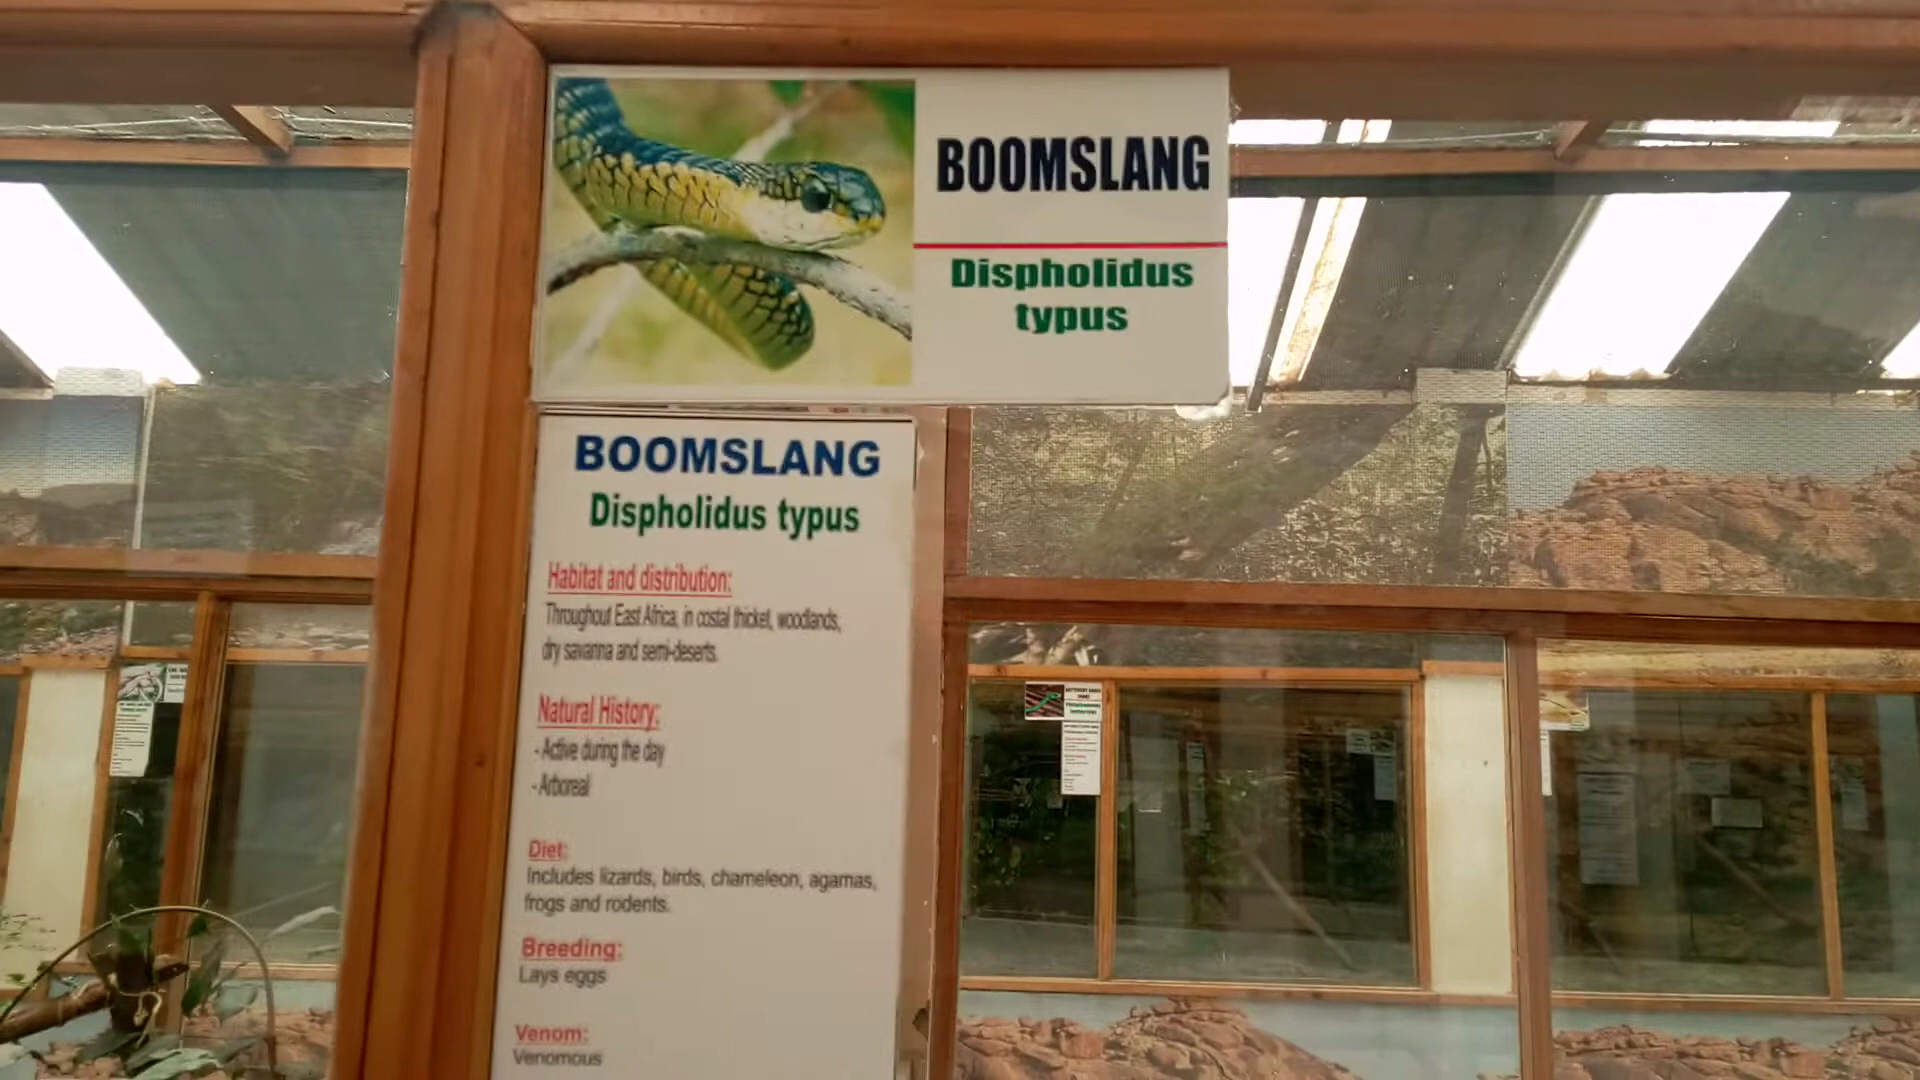 BOOMSLANG
Dispholidus
typus
BOOMSLANG
Dispholidus typus
Habitat and distribution:
Throughout East Africa, in costal thicket, woodlands,
dry savanna and semi-deserts.
Natural History:
- Active during the day
- Arboreal
Diet:
Includes lizards, birds, chameleon, agamas,
frogs and rodents.
Breeding:
Lays eggs
Venom:
Venomous